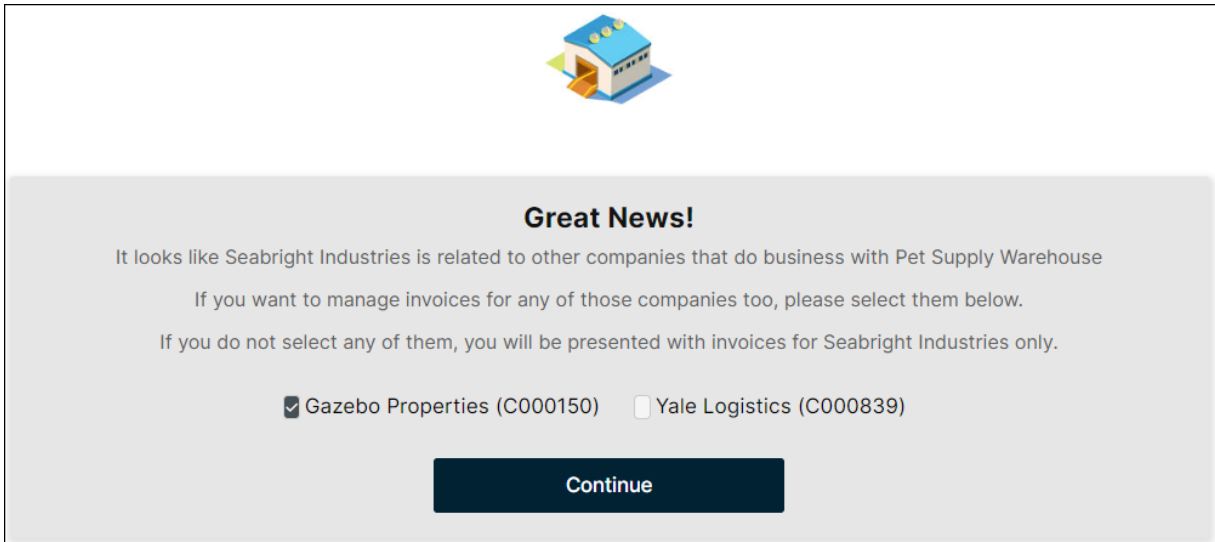 Great News!
It looks like Seabright Industries is related to other companies that do business with Pet Supply Warehouse
If you want to manage invoices for any of those companies too, please select them below.
If you do not select any of them, you will be presented with invoices for Seabright Industries only.
Gazebo Properties (C000150) Yale Logistics (C000839)
Continue